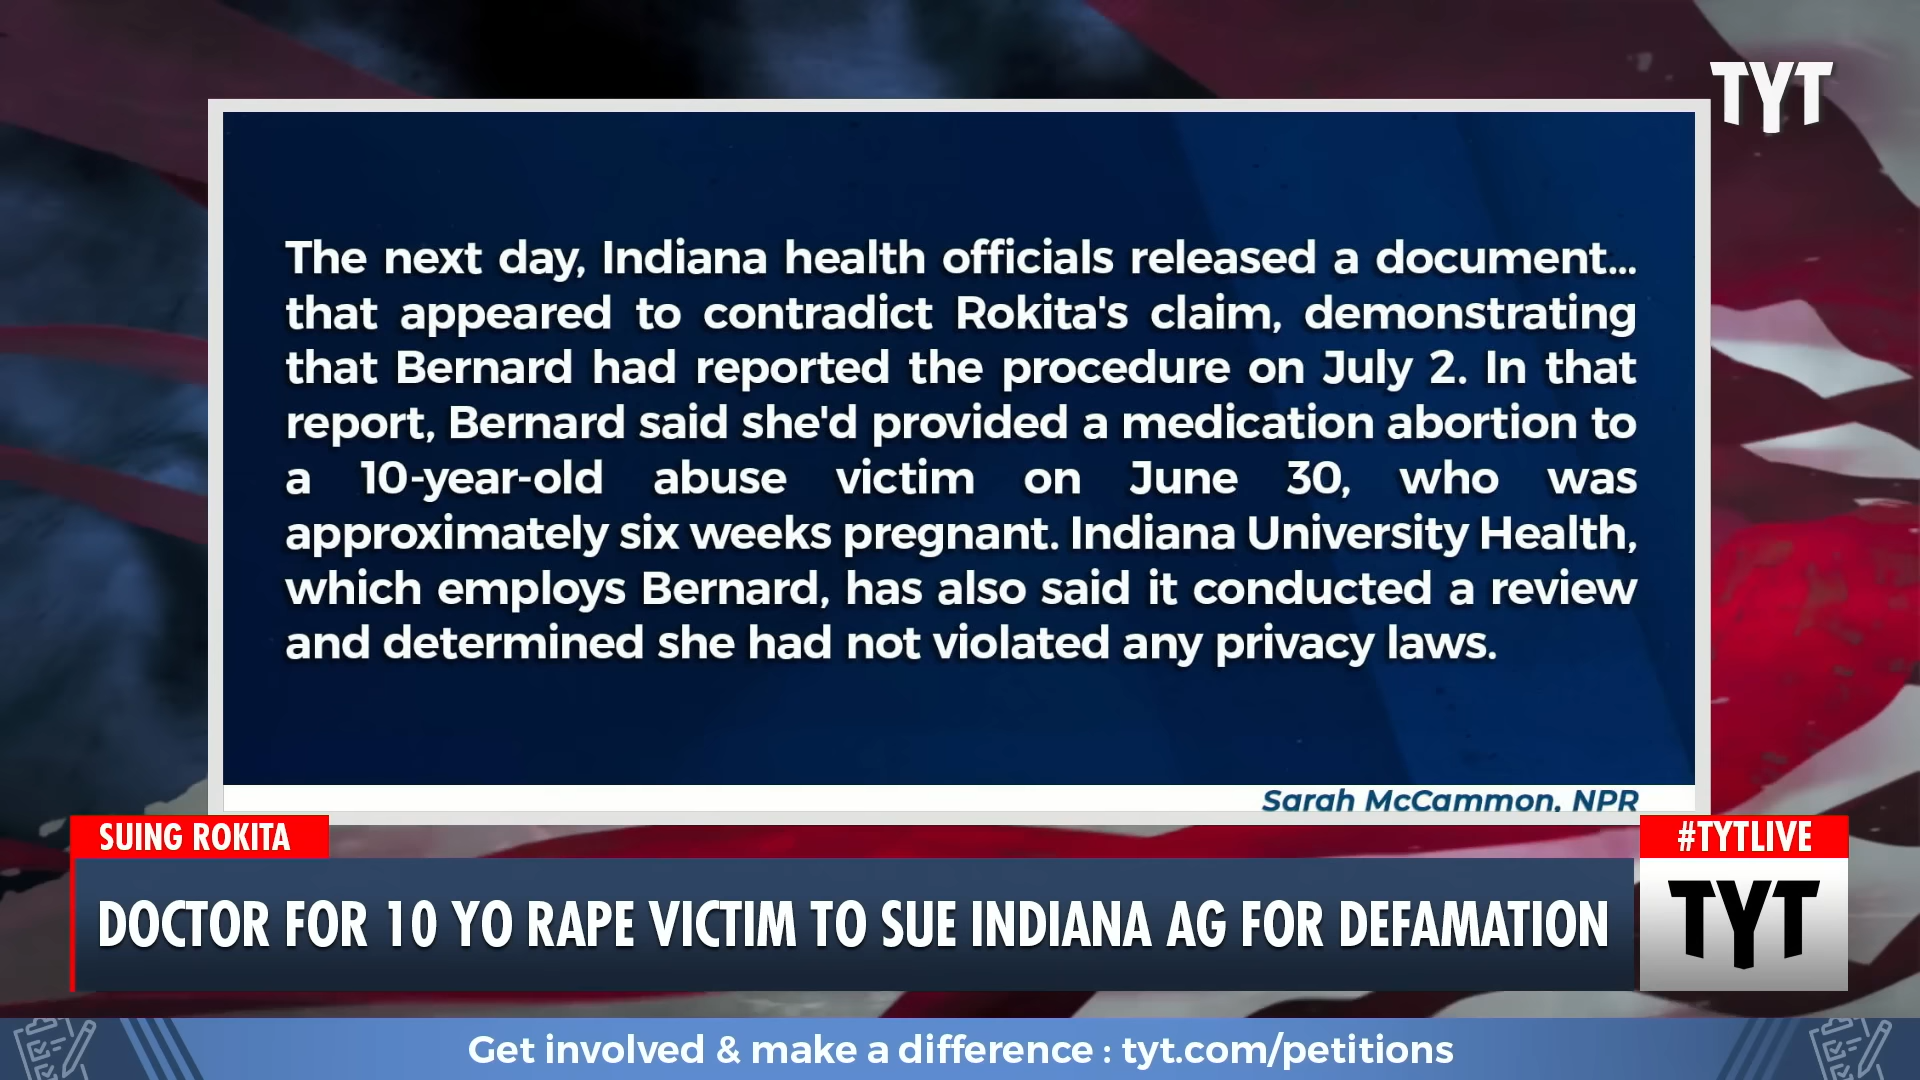 TYT
The next day, Indiana health officials released a document...
that appeared to contradict Rokita's claim, demonstrating
that Bernard had reported the procedure on July 2. In that
report, Bernard said she'd provided a medication abortion to
a 10-year-old abuse victim on June 30, who was
approximately six weeks pregnant. Indiana University Health,
which employs Bernard, has also said it conducted a review
and determined she had not violated any privacy laws.
Sarah McCammon, NPR
SUING ROKITA
#TYTLIVE
DOCTOR FOR 10 YO RAPE VICTIM TO SUE INDIANA AG FOR DEFAMATION
TYT
Get involved & make a difference : tyt.com/petitions